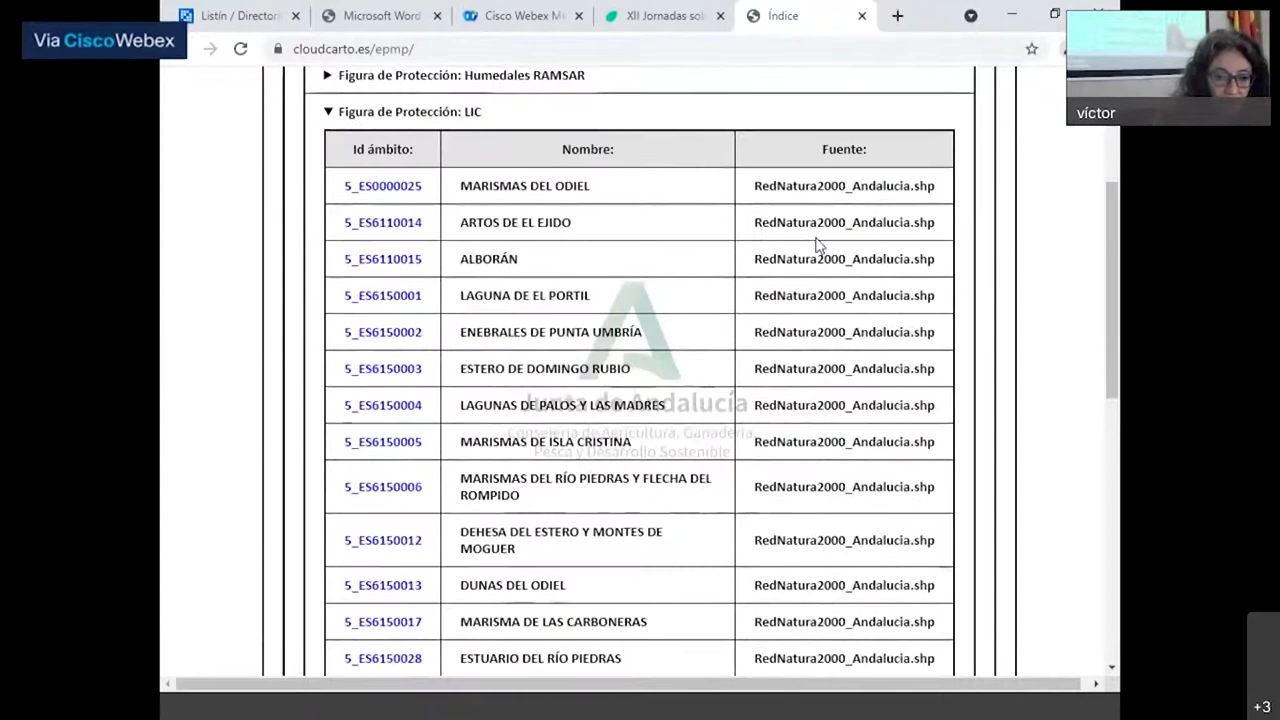 Via Cisco Webex
Listín / Director
Microsoft Word
Cisco Webex M
XII Jornadas so
Índice
cloudcarto.es/epmp/
víctor
Figura de Protección: Humedales RAMSAR
Figura de Protección: LIC
Id ámbito: Nombre: Fuente:
5_ES0000025 MARISMAS DEL ODIEL RedNatura2000_Andalucia.shp
5_ES6110014 ARTOS DE EL EJIDO RedNatura2000_Andalucia.shp
5_ES6110015 ALBORÁN RedNatura2000_Andalucia.shp
5_ES6150001 LAGUNA DE EL PORTIL RedNatura2000_Andalucia.shp
5_ES6150002 ENEBRALES DE PUNTA UMBRÍA RedNatura2000_Andalucia.shp
5_ES6150003 ESTERO DE DOMINGO RUBIO RedNatura2000_Andalucia.shp
5_ES6150004 LAGUNAS DE PALOS Y LAS MADRES RedNatura2000_Andalucia.shp
Junta de Andalucía
Consejería de Agricultura, Ganadería,
5_ES6150005 MARISMAS DE ISLA CRISTINA RedNatura2000_Andalucia.shp
Pesca y Desarrollo Sostenible
5_ES6150006 MARISMAS DEL RÍO PIEDRAS Y FLECHA DEL RedNatura2000_Andalucia.shp
ROMPIDO
5_ES6150012 DEHESA DEL ESTERO Y MONTES DE RedNatura2000_Andalucia.shp
MOGUER
5_ES6150013 DUNAS DEL ODIEL RedNatura2000_Andalucia.shp
5_ES6150017 MARISMA DE LAS CARBONERAS RedNatura2000_Andalucia.shp
5_ES6150028 ESTUARIO DEL RÍO PIEDRAS RedNatura2000_Andalucia.shp
+3